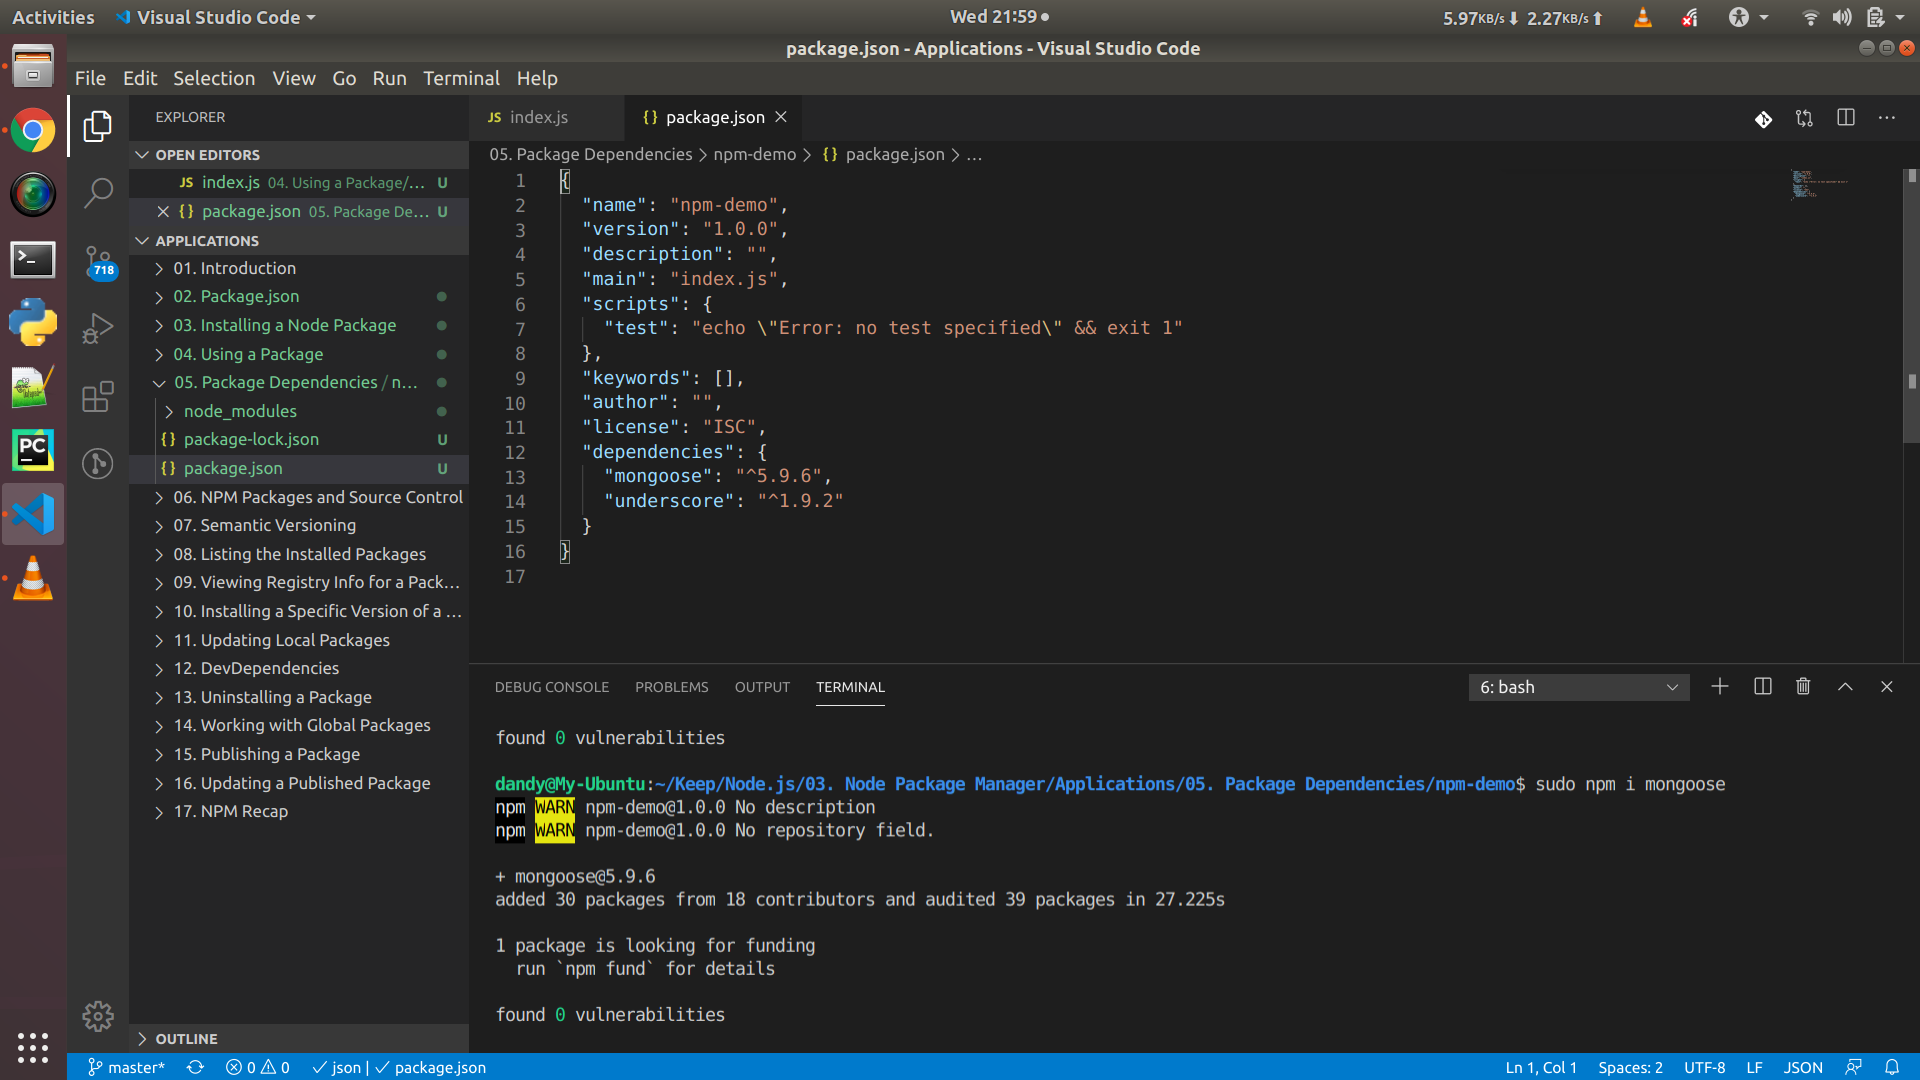 Activities
Visual Studio Code
Wed 21:59
5.97KB/s 2.27KB/s
package.json - Applications - Visual Studio Code
File Edit Selection View Go Run Terminal Help
EXPLORER
OPEN EDITORS
JS index.js 04. Using a Package/... U
{} package.json 05. Package De... U
APPLICATIONS
718
01. Introduction
02. Package.json
03. Installing a Node Package
04. Using a Package
05. Package Dependencies / n...
node_modules
{} package-lock.json U
{} package.json U
06. NPM Packages and Source Control
07. Semantic Versioning
08. Listing the Installed Packages
09. Viewing Registry Info for a Pack...
10. Installing a Specific Version of a ...
11. Updating Local Packages
12. DevDependencies
13. Uninstalling a Package
14. Working with Global Packages
15. Publishing a Package
16. Updating a Published Package
17. NPM Recap
OUTLINE
PC
JS index.js
{} package.json
05. Package Dependencies > npm-demo > {} package.json > ...
1 {
2 "name": "npm-demo",
3 "version": "1.0.0",
4 "description": "",
5 "main": "index.js",
6 "scripts": {
7 "test": "echo \"Error: no test specified\" && exit 1"
8 },
9 "keywords": [],
10 "author": "",
11 "license": "ISC",
12 "dependencies": {
13 "mongoose": "^5.9.6",
14 "underscore": "^1.9.2"
15 }
16 }
17
DEBUG CONSOLE PROBLEMS OUTPUT TERMINAL
6: bash
found 0 vulnerabilities
dandy@My-Ubuntu:~/Keep/Node.js/03. Node Package Manager/Applications/05. Package Dependencies/npm-demo$ sudo npm i mongoose
npm WARN npm-demo@1.0.0 No description
npm WARN npm-demo@1.0.0 No repository field.
+ mongoose@5.9.6
added 30 packages from 18 contributors and audited 39 packages in 27.225s
1 package is looking for funding
run `npm fund` for details
found 0 vulnerabilities
master* 0 0 json | package.json
Ln 1, Col 1 Spaces: 2 UTF-8 LF JSON